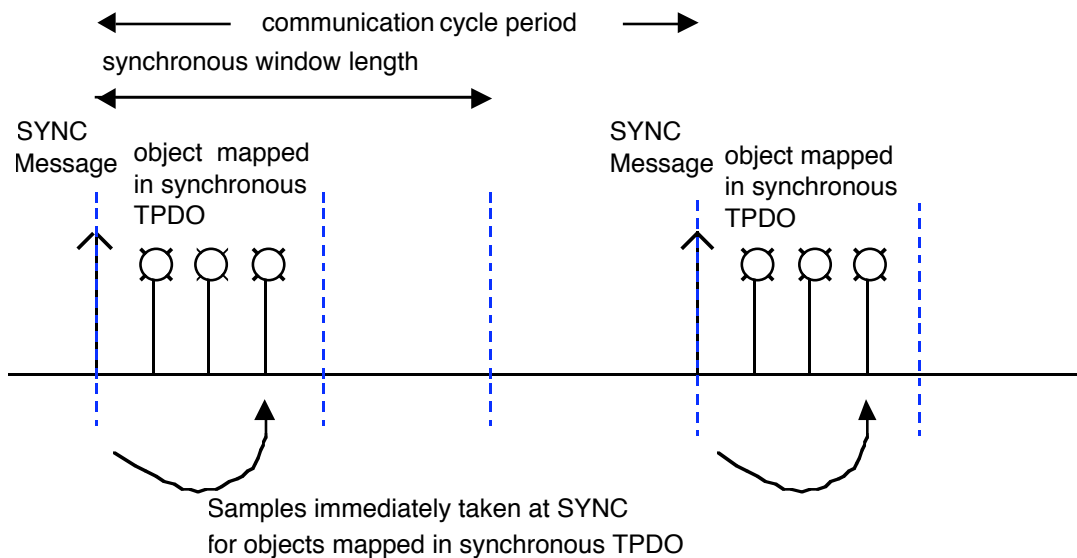 communication cycle period
synchronous window length
SYNC
Message
object mapped
in synchronous
TPDO
SYNC
Message
object mapped
in synchronous
TPDO
Samples immediately taken at SYNC
for objects mapped in synchronous TPDO